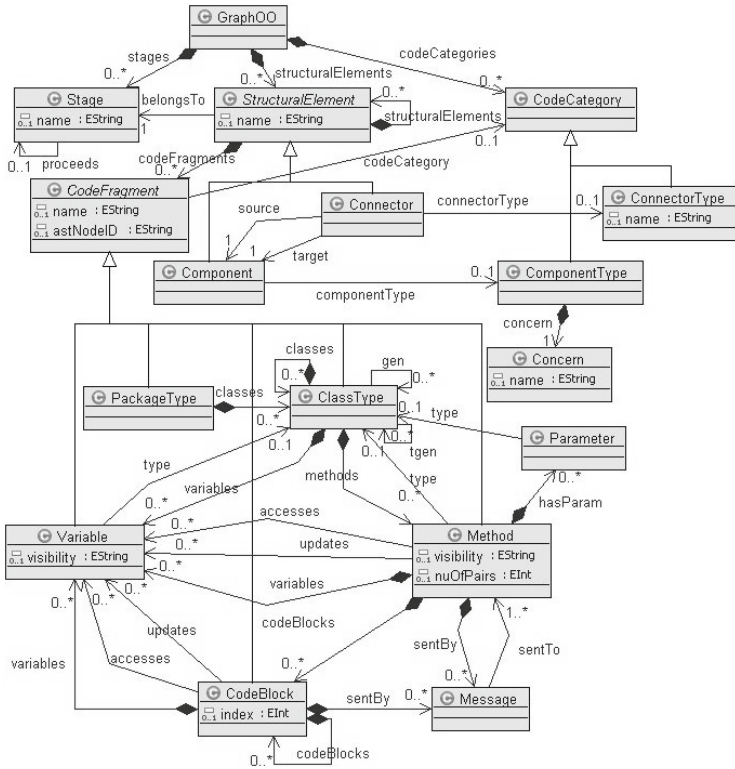 GraphOO
stages
codeCategories
0..*
0..*
structuralElements
0..*
Stage
belongsTo
StructuralElement
0..*
CodeCategory
0..1 name : EString
1
0..1 name : EString
structuralElements
0..1
0..1
proceeds
codeFragments
0..*
codeCategory
CodeFragment
0..1 name : EString
0..1 astNodeID : EString
source
Connector
connectorType
0..1
ConnectorType
0..1 name : EString
1
1
target
Component
0..1
ComponentType
componentType
concern
1
Concern
0..1 name : EString
classes
gen
0..*
0..*
PackageType
classes
ClassType
0..1
type
Parameter
0..*
0..1
0..1
0..*
tgen
type
variables
methods
type
0..*
hasParam
0..*
0..*
accesses
Variable
0..*
Method
0..1 visibility : EString
0..*
updates
0..1 visibility : EString
0..1 nuOfPairs : EInt
0..*
variables
0..*
0..*
0..*
codeBlocks
1..*
updates
sentBy
sentTo
variables
accesses
0..*
0..*
CodeBlock
sentBy
0..*
Message
0..1 index : EInt
0..*
codeBlocks